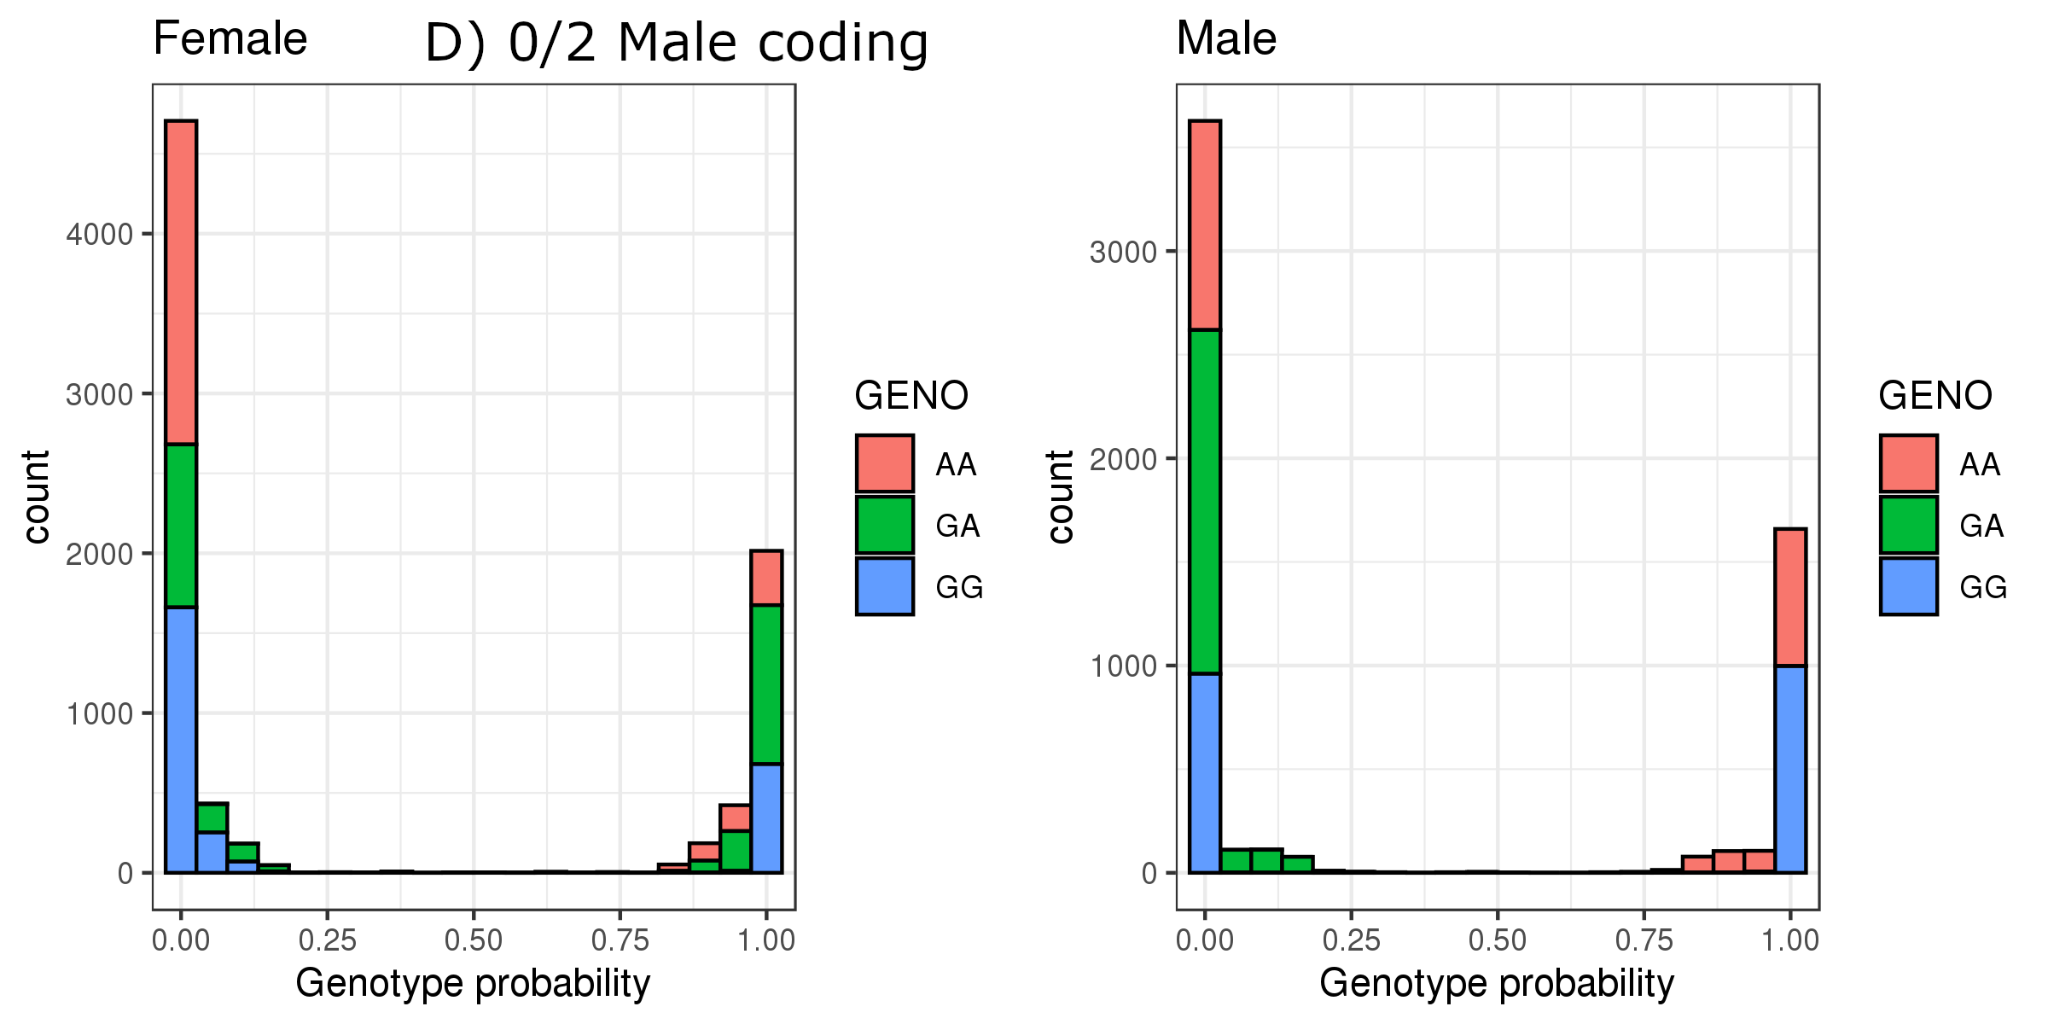 Female
D) 0/2 Male coding
Male
count
4000
3000
2000
1000
0
0.00 0.25 0.50 0.75 1.00
Genotype probability
GENO
AA
GA
GG
count
3000
2000
1000
0
0.00 0.25 0.50 0.75 1.00
Genotype probability
GENO
AA
GA
GG